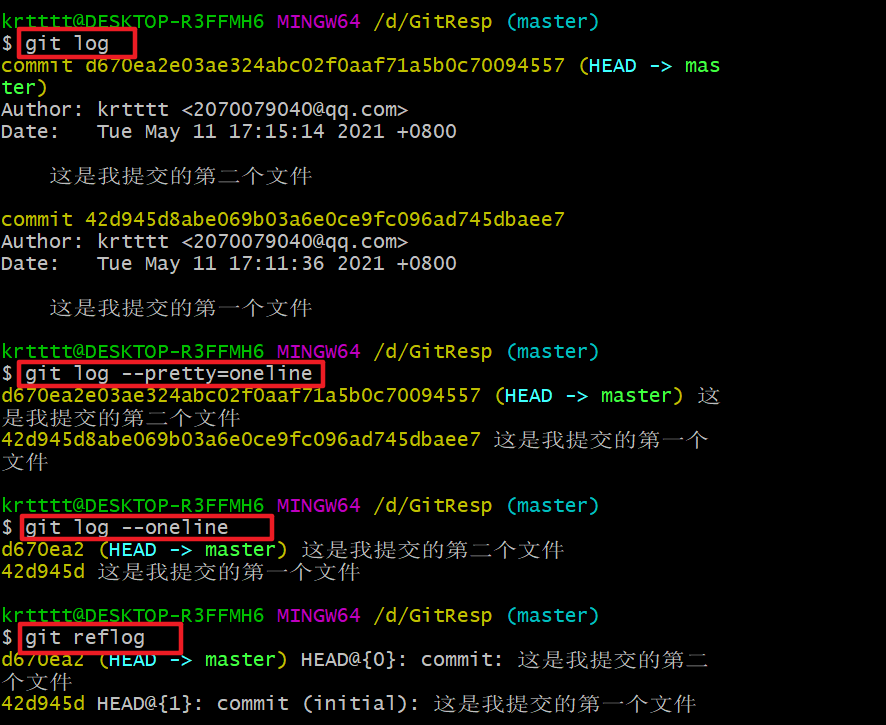 krtttt@DESKTOP-R3FFMH6 MINGW64 /d/GitResp (master)
$ git log
commit d670ea2e03ae324abc02f0aaf71a5b0c70094557 (HEAD -> mas
ter)
Author: krtttt <2070079040@qq.com>
Date:   Tue May 11 17:15:14 2021 +0800
    这是我提交的第二个文件
commit 42d945d8abe069b03a6e0ce9fc096ad745dbaee7
Author: krtttt <2070079040@qq.com>
Date:   Tue May 11 17:11:36 2021 +0800
    这是我提交的第一个文件
krtttt@DESKTOP-R3FFMH6 MINGW64 /d/GitResp (master)
$ git log --pretty=oneline
d670ea2e03ae324abc02f0aaf71a5b0c70094557 (HEAD -> master) 这
是我提交的第二个文件
42d945d8abe069b03a6e0ce9fc096ad745dbaee7 这是我提交的第一个
文件
krtttt@DESKTOP-R3FFMH6 MINGW64 /d/GitResp (master)
$ git log --oneline
d670ea2 (HEAD -> master) 这是我提交的第二个文件
42d945d 这是我提交的第一个文件
krtttt@DESKTOP-R3FFMH6 MINGW64 /d/GitResp (master)
$ git reflog
d670ea2 (HEAD -> master) HEAD@{0}: commit: 这是我提交的第二
个文件
42d945d HEAD@{1}: commit (initial): 这是我提交的第一个文件